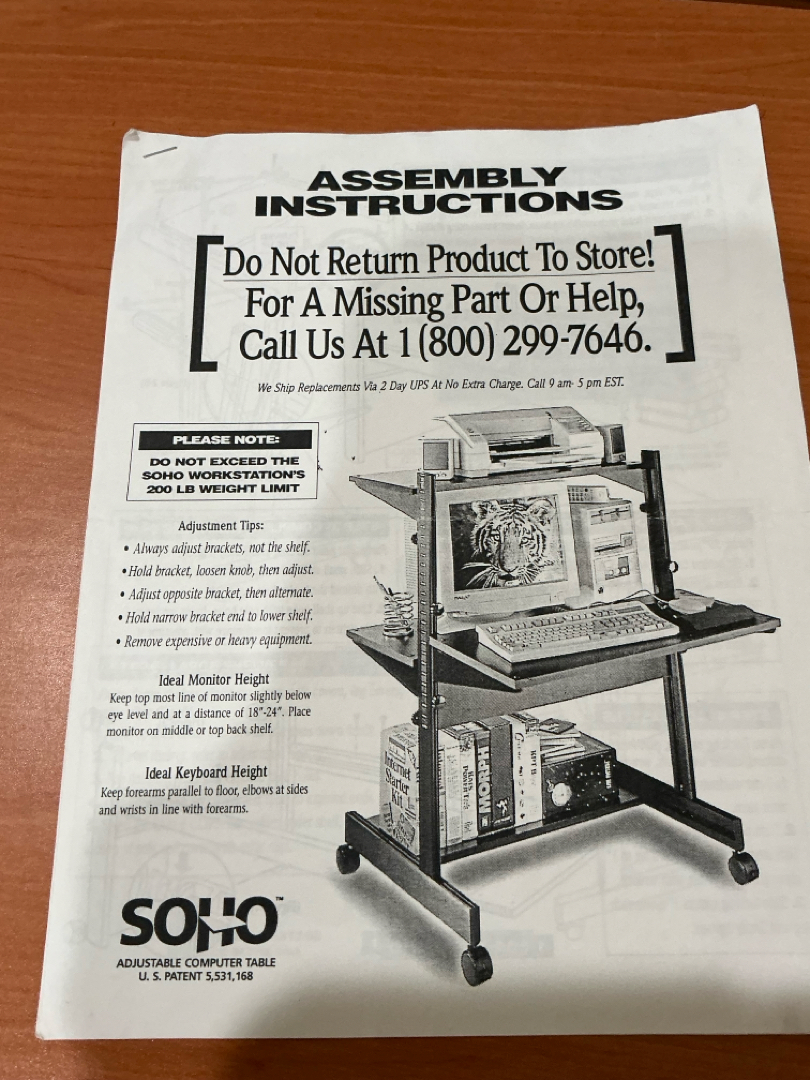 ASSEMBLY
INSTRUCTIONS
Do Not Return Product To Store!
For A Missing Part Or Help,
Call Us At 1 (800) 299-7646.
We Ship Replacements Via 2 Day UPS At No Extra Charge. Call 9 am- 5 pm EST.
PLEASE NOTE:
DO NOT EXCEED THE
SOHO WORKSTATION'S
200 LB WEIGHT LIMIT
Adjustment Tips:
• Always adjust brackets, not the shelf.
• Hold bracket, loosen knob, then adjust.
• Adjust opposite bracket, then alternate.
• Hold narrow bracket end to lower shelf.
• Remove expensive or heavy equipment.
Ideal Monitor Height
Keep top most line of monitor slightly below
eye level and at a distance of 18"-24". Place
monitor on middle or top back shelf.
Ideal Keyboard Height
Keep forearms parallel to floor, elbows at sides
and wrists in line with forearms.
Internet
Starter
Kit
MORPH
SOHO™
ADJUSTABLE COMPUTER TABLE
U. S. PATENT 5,531,168